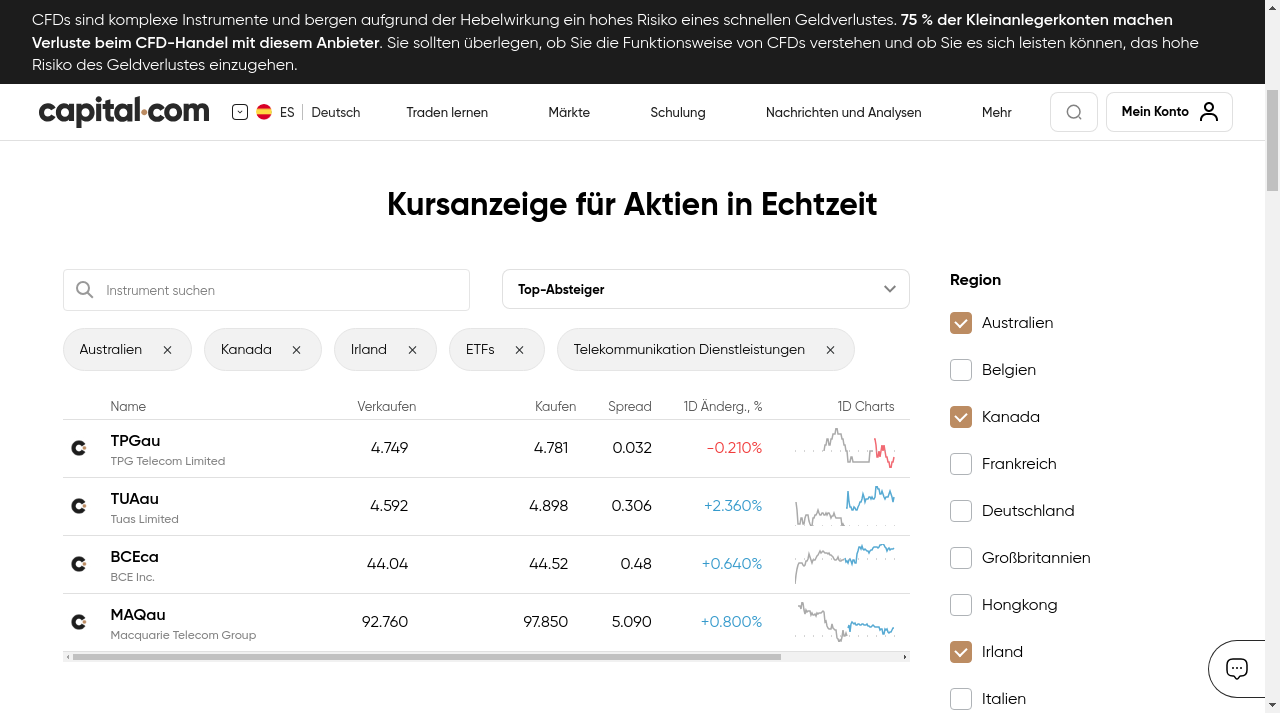 CFDs sind komplexe Instrumente und bergen aufgrund der Hebelwirkung ein hohes Risiko eines schnellen Geldverlustes. 75 % der Kleinanlegerkonten machen
Verluste beim CFD-Handel mit diesem Anbieter. Sie sollten überlegen, ob Sie die Funktionsweise von CFDs verstehen und ob Sie es sich leisten können, das hohe
Risiko des Geldverlustes einzugehen.
capital.com ES Deutsch Traden lernen Märkte Schulung Nachrichten und Analysen Mehr Mein Konto
Kursanzeige für Aktien in Echtzeit
Instrument suchen
Top-Absteiger
Australien Kanada Irland ETFs Telekommunikation Dienstleistungen
Name Verkaufen Kaufen Spread 1D Änderg., % 1D Charts
TPGau 4.749 4.781 0.032 -0.210%
TPG Telecom Limited
TUAau 4.592 4.898 0.306 +2.360%
Tuas Limited
BCEca 44.04 44.52 0.48 +0.640%
BCE Inc.
MAQau 92.760 97.850 5.090 +0.800%
Macquarie Telecom Group
Region
Australien
Belgien
Kanada
Frankreich
Deutschland
Großbritannien
Hongkong
Irland
Italien